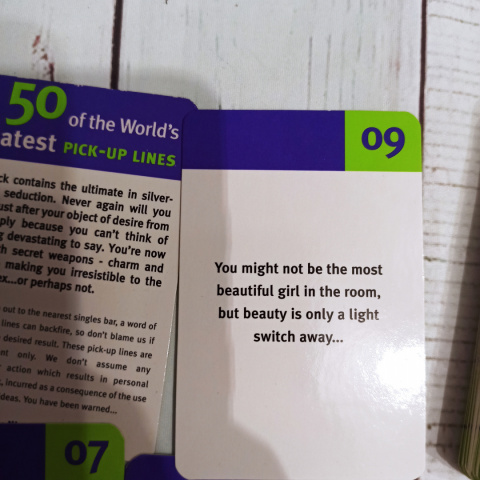 50 of the World's
atest PICK-UP LINES
ck contains the ultimate in silver-
seduction. Never again will you
ust after your object of desire from
ply because you can't think of
g devastating to say. You're now
h secret weapons - charm and
making you irresistible to the
ex...or perhaps not.
out to the nearest singles bar, a word of
lines can backfire, so don't blame us if
desired result. These pick-up lines are
nt only. We don't assume any
action which results in personal
, incurred as a consequence of the use
deas. You have been warned...
07
09
You might not be the most
beautiful girl in the room,
but beauty is only a light
switch away...